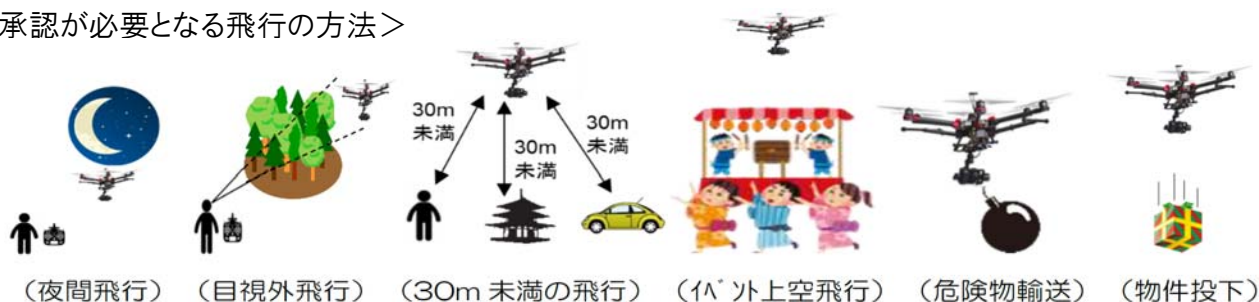 承認が必要となる飛行の方法＞
30m
未満
30m
未満
30m
未満
（夜間飛行）（目視外飛行）（30m 未満の飛行）（ｲﾍﾞﾝﾄ上空飛行）（危険物輸送）（物件投下）